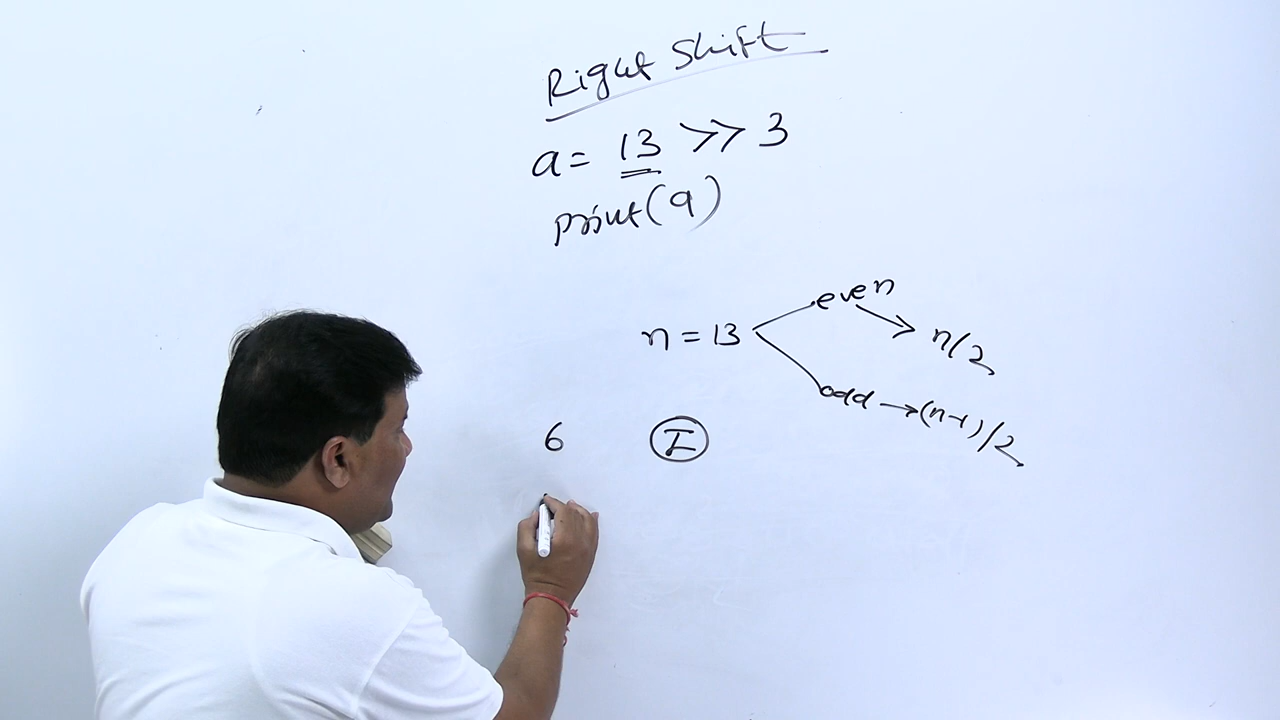 Right Shift
a = 13 >> 3
print(a)
even
n = 13
n/2
odd → (n-1)/2
6 I